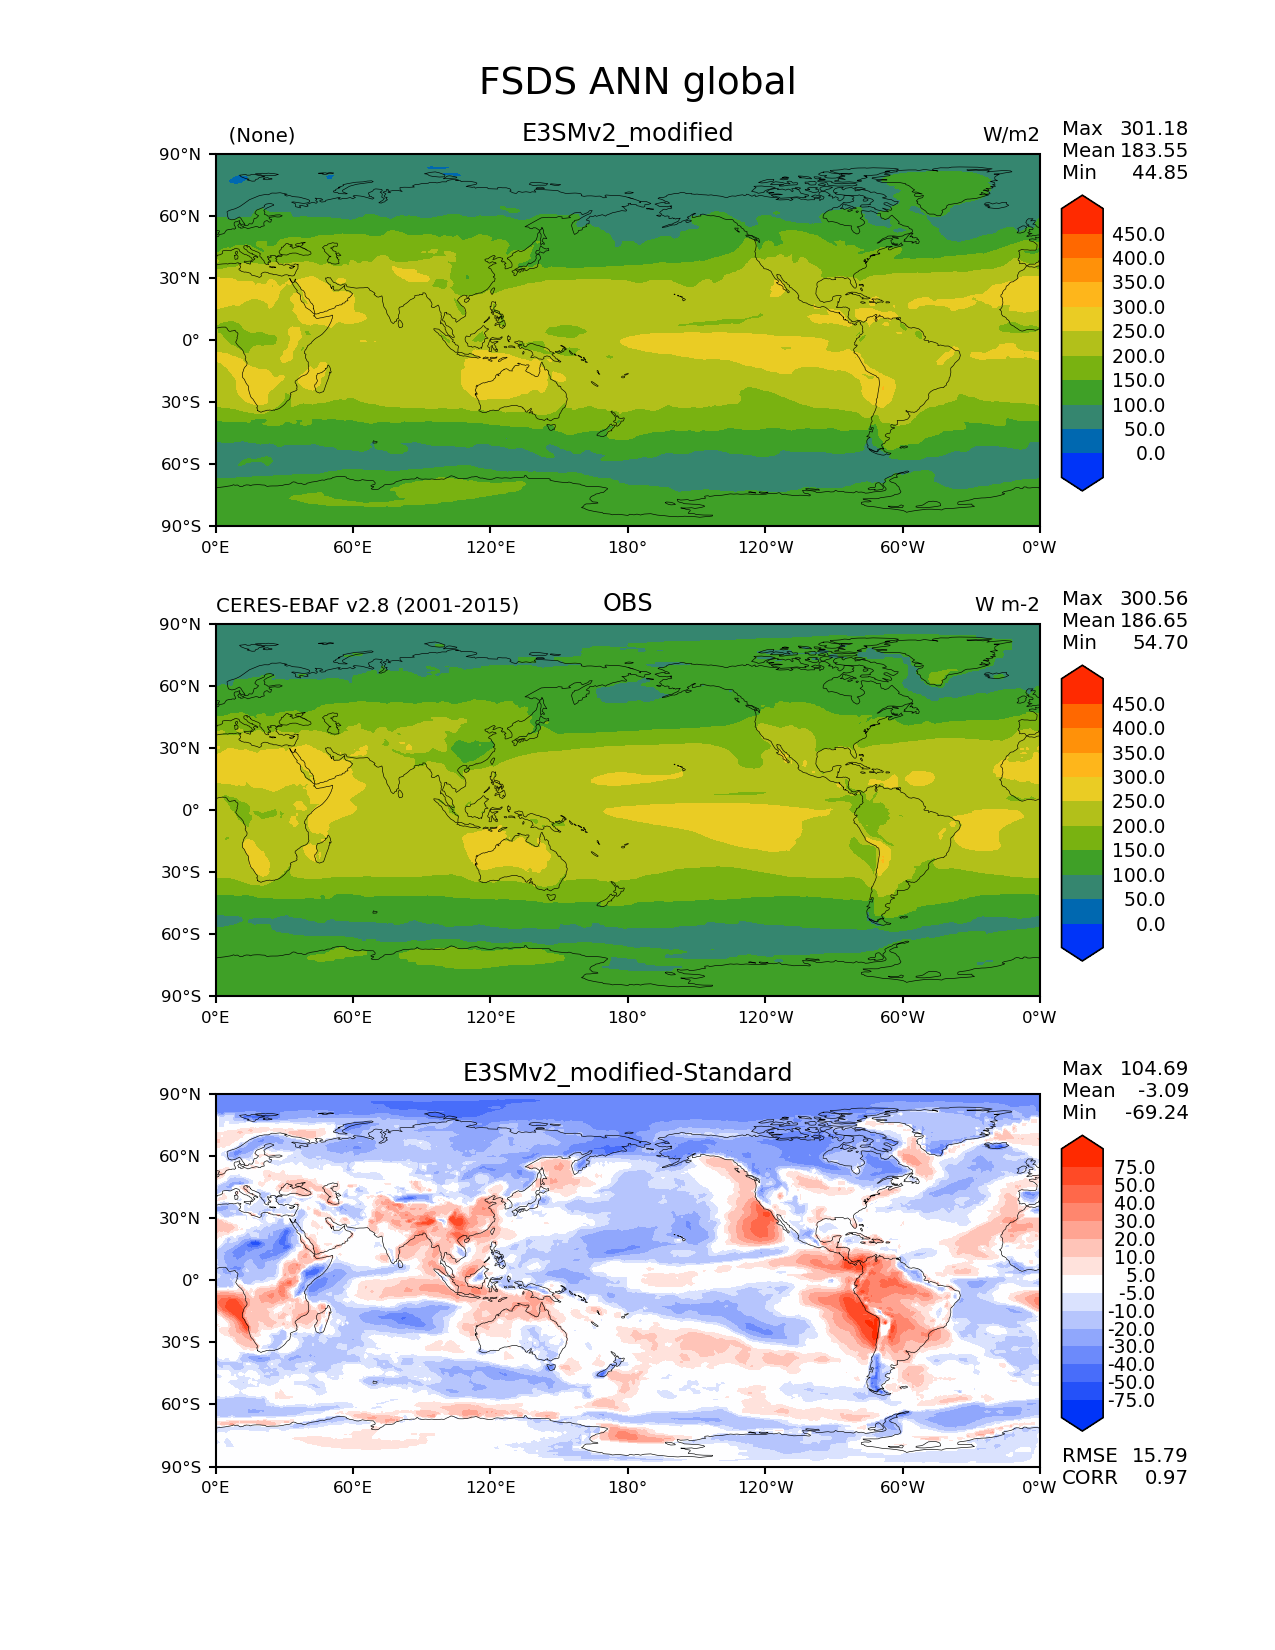 FSDS ANN global
(None) E3SMv2_modified W/m2
Max 301.18
Mean 183.55
Min 44.85
90°N
60°N
30°N
0°
30°S
60°S
90°S
0°E 60°E 120°E 180° 120°W 60°W 0°W
450.0
400.0
350.0
300.0
250.0
200.0
150.0
100.0
50.0
0.0
CERES-EBAF v2.8 (2001-2015) OBS W m-2
Max 300.56
Mean 186.65
Min 54.70
90°N
60°N
30°N
0°
30°S
60°S
90°S
0°E 60°E 120°E 180° 120°W 60°W 0°W
450.0
400.0
350.0
300.0
250.0
200.0
150.0
100.0
50.0
0.0
E3SMv2_modified-Standard
Max 104.69
Mean -3.09
Min -69.24
90°N
60°N
30°N
0°
30°S
60°S
90°S
0°E 60°E 120°E 180° 120°W 60°W 0°W
75.0
50.0
40.0
30.0
20.0
10.0
5.0
-5.0
-10.0
-20.0
-30.0
-40.0
-50.0
-75.0
RMSE 15.79
CORR 0.97